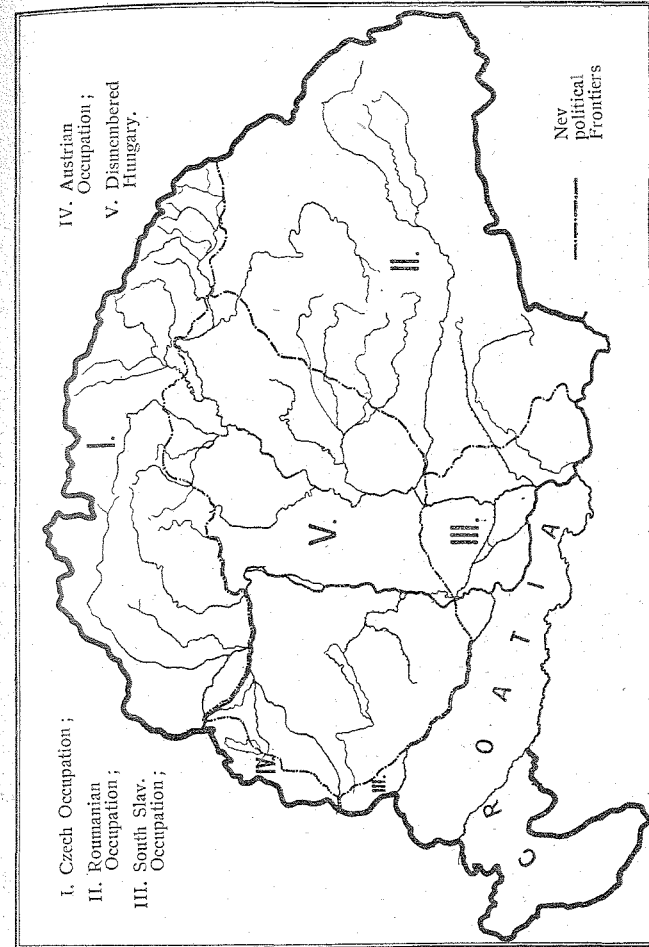 I. Czech Occupation ;
II. Roumanian
Occupation ;
III. South Slav.
Occupation ;
IV. Austrian
Occupation ;
V. Dismembered
Hungary.
I.
II.
III.
III.
IV.
V.
CROATIA
Nev
political
Frontiers